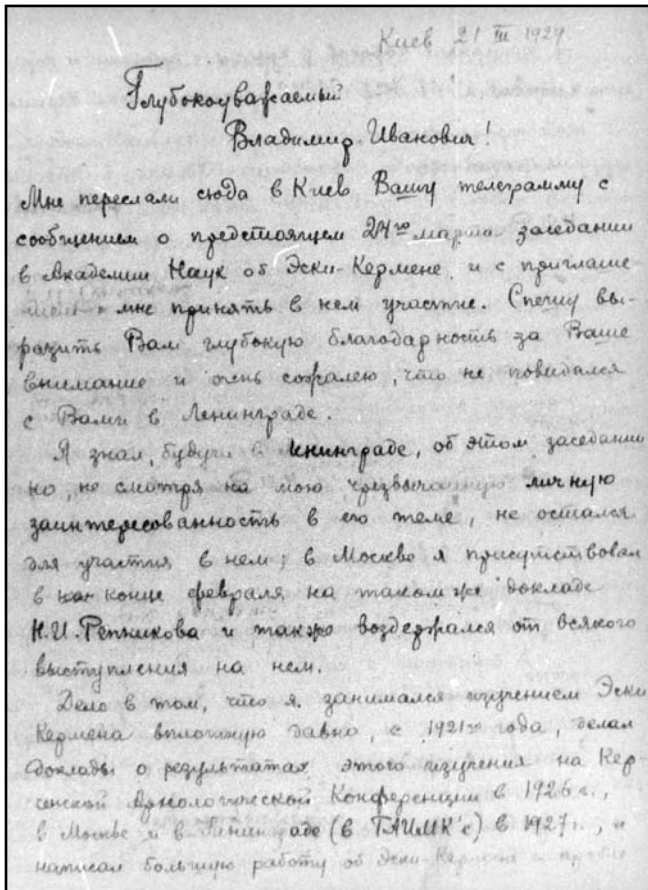 Киев 21 III 1929
Глубокоуважаемый
Владимир Иванович!
Мне переслали сюда в Киев Вашу телеграмму с
сообщением о предстоящем 24го марта заседании
в Академии Наук об Эски-Кермене и с приглаше-
нием мне принять в нем участие. Спешу вы-
разить Вам глубокую благодарность за Ваше
внимание и очень сожалею, что не повидался
с Вами в Ленинграде.
Я знал, будучи в Ленинграде, об этом заседании
но, не смотря на мою чрезвычайную личную
заинтересованность в его теме, не остался
для участия в нем; в Москве я присутствовал
в конце февраля на таком же докладе
Н.И. Репникова и также воздержался от всякого
выступления на нем.
Дело в том, что я занимался изучением Эски
Кермена вплотную давно, с 1921го года, делал
доклады о результатах этого изучения на Кер-
ченской Археологической Конференции в 1926 г.,
в Москве и в Ленинграде (в ГАИМК'е) в 1927 г., и
написал большую работу об Эски-Кермене и